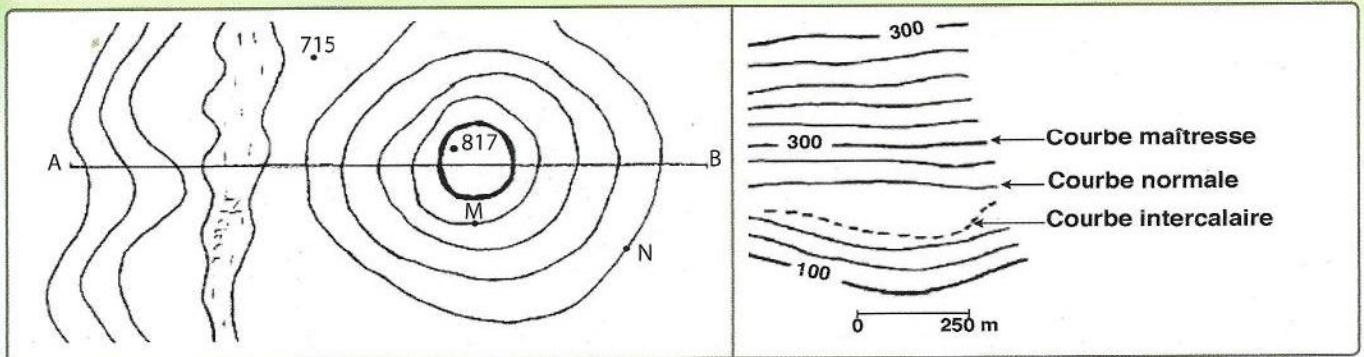 715
817
A
B
M
N
300
300
Courbe maîtresse
Courbe normale
Courbe intercalaire
100
0 250 m